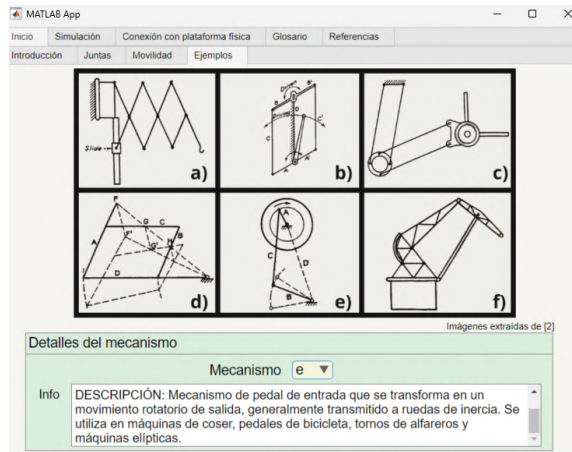 MATLAB App
Inicio Simulación Conexión con plataforma física Glosario Referencias
Introducción Juntas Movilidad Ejemplos
Slide
a)
b)
c)
d)
e)
f)
Imágenes extraídas de [2]
Detalles del mecanismo
Mecanismo e
Info
DESCRIPCIÓN: Mecanismo de pedal de entrada que se transforma en un
movimiento rotatorio de salida, generalmente transmitido a ruedas de inercia. Se
utiliza en máquinas de coser, pedales de bicicleta, tornos de alfareros y
máquinas elípticas.